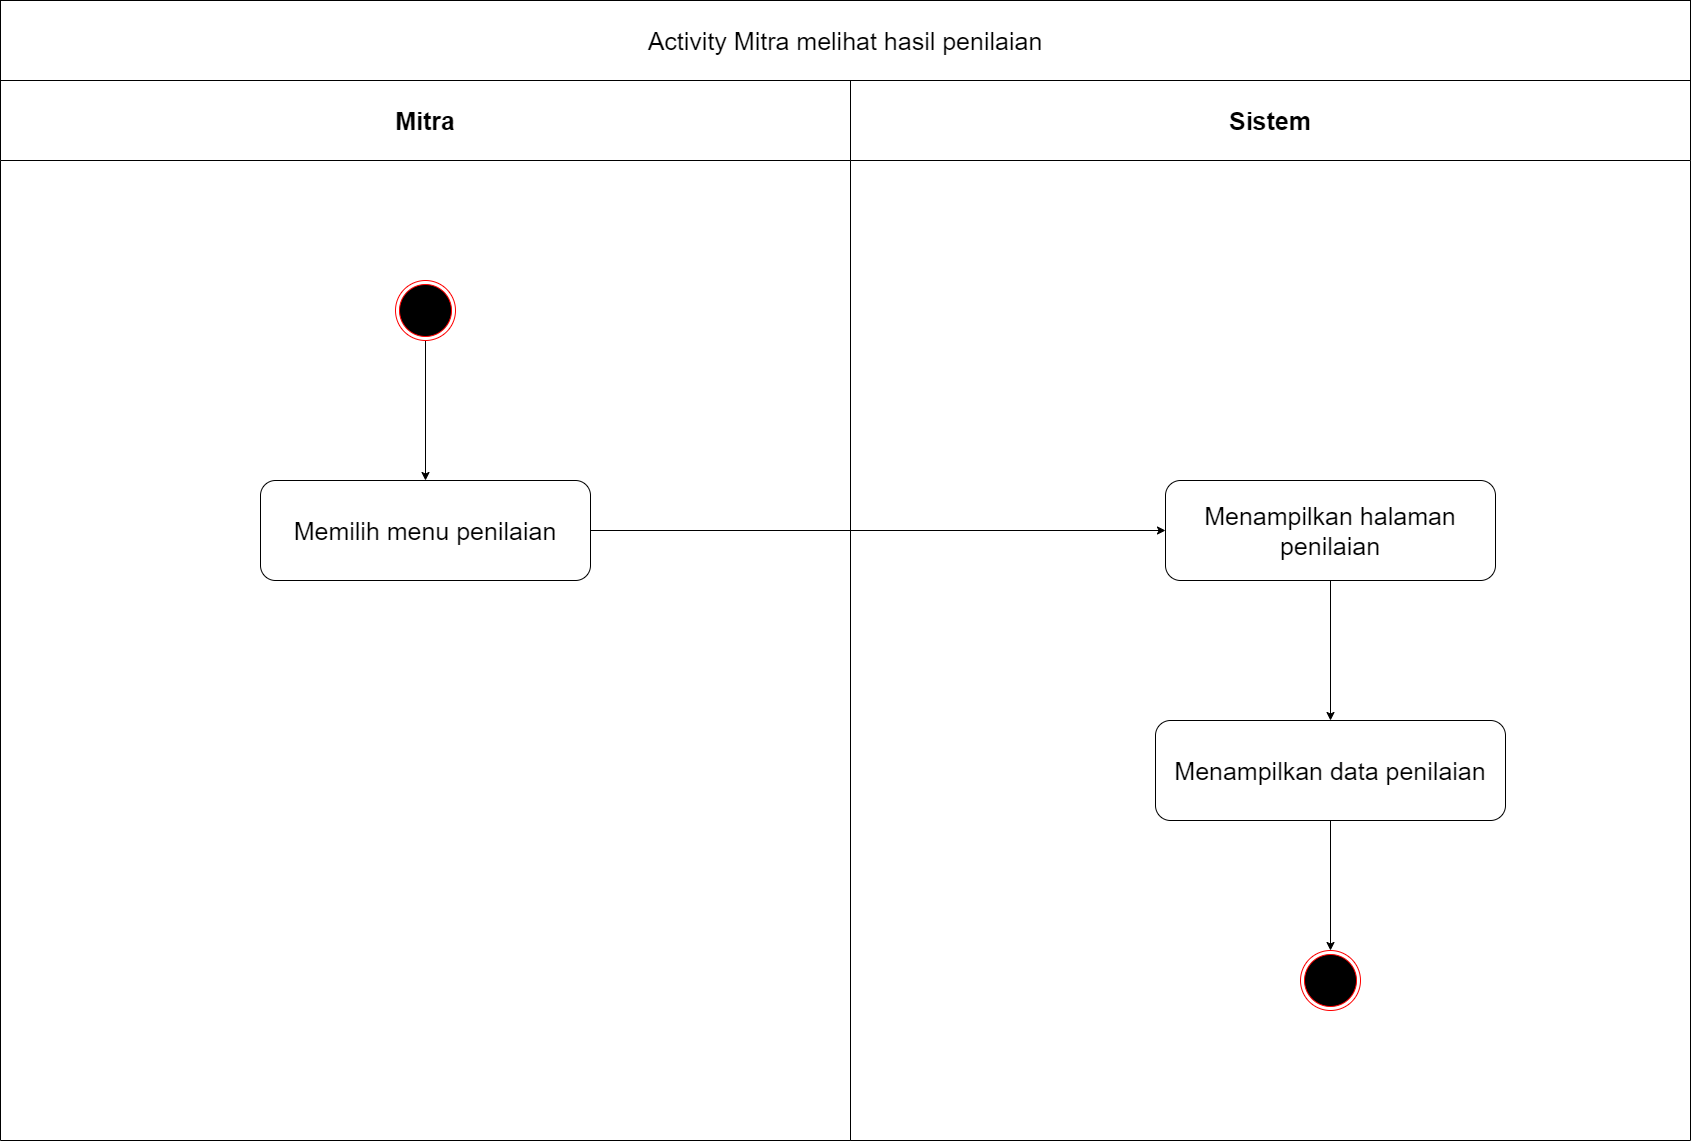 Activity Mitra melihat hasil penilaian
Mitra
Sistem
Memilih menu penilaian
Menampilkan halaman
penilaian
Menampilkan data penilaian